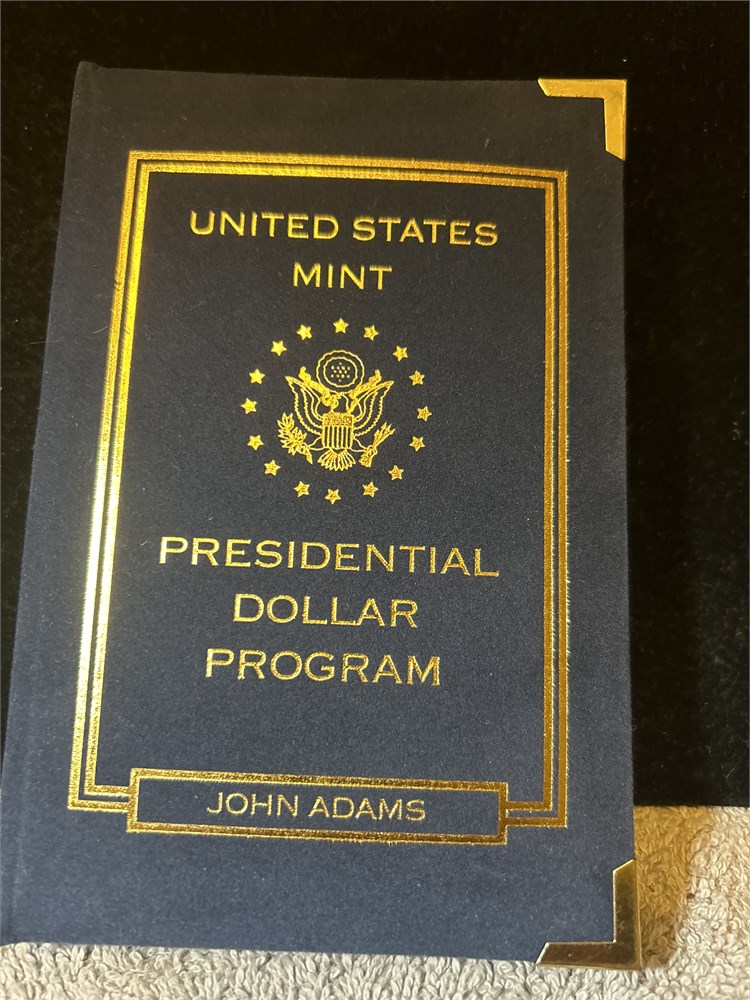 UNITED STATES
MINT
PRESIDENTIAL
DOLLAR
PROGRAM
JOHN ADAMS